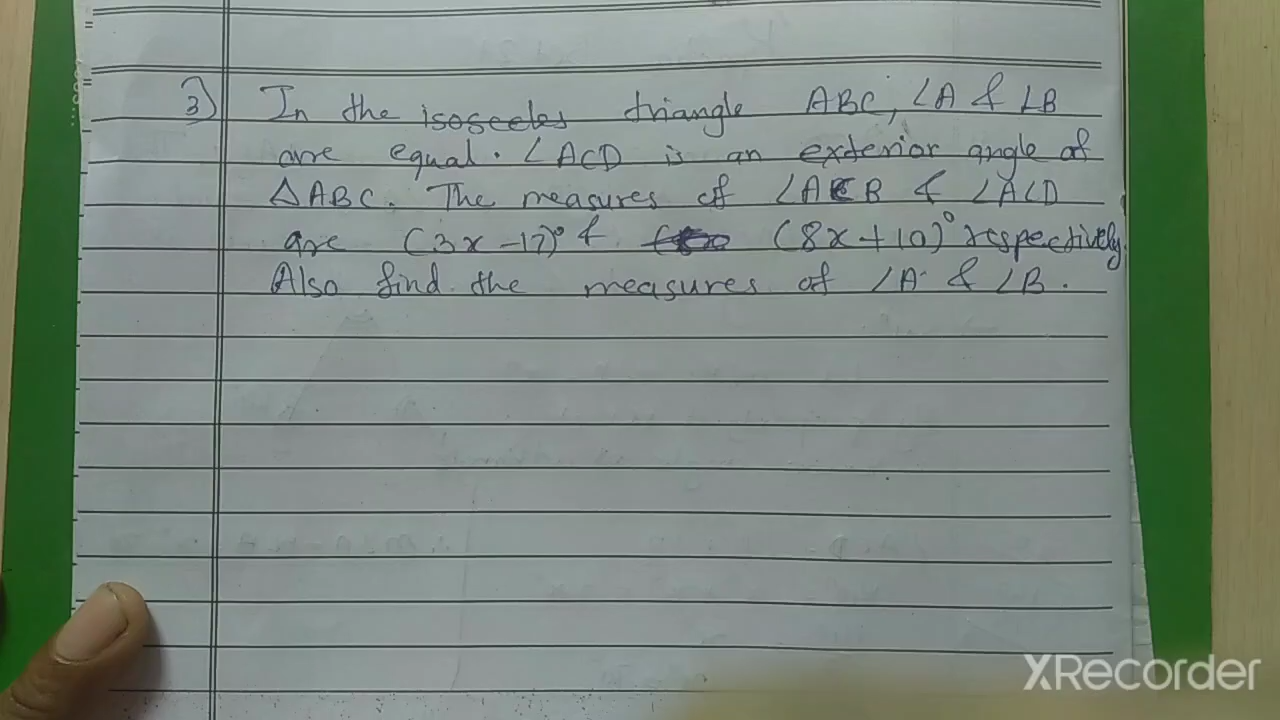 3) In the isosceles triangle ABC, ∠A & ∠B
are equal. ∠ACD is an exterior angle of
△ABC. The measures of ∠ACB & ∠ACD
are (3x-17)° & (8x+10)° respectively.
Also find the measures of ∠A & ∠B.
XRecorder